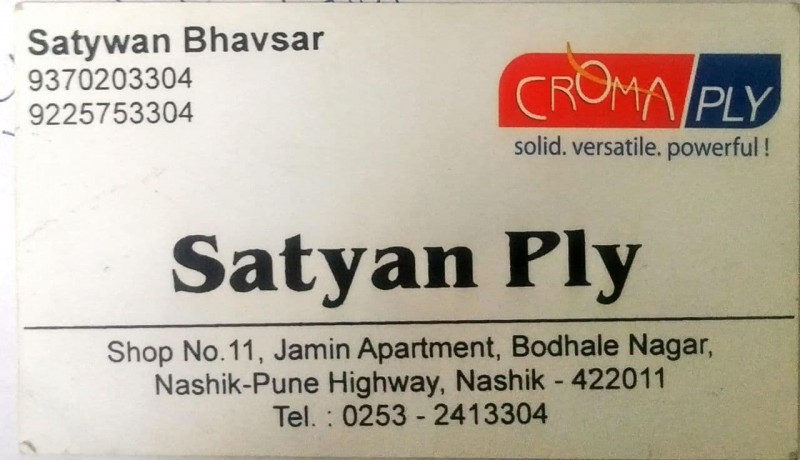 Satywan Bhavsar
9370203304
9225753304
CROMA PLY
solid. versatile. powerful !
Satyan Ply
Shop No.11, Jamin Apartment, Bodhale Nagar,
Nashik-Pune Highway, Nashik - 422011
Tel. : 0253 - 2413304